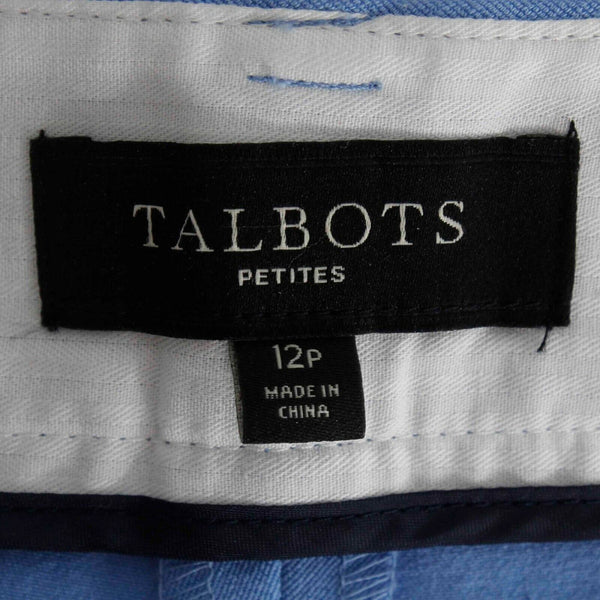 TALBOTS
PETITES
12P
MADE IN
CHINA